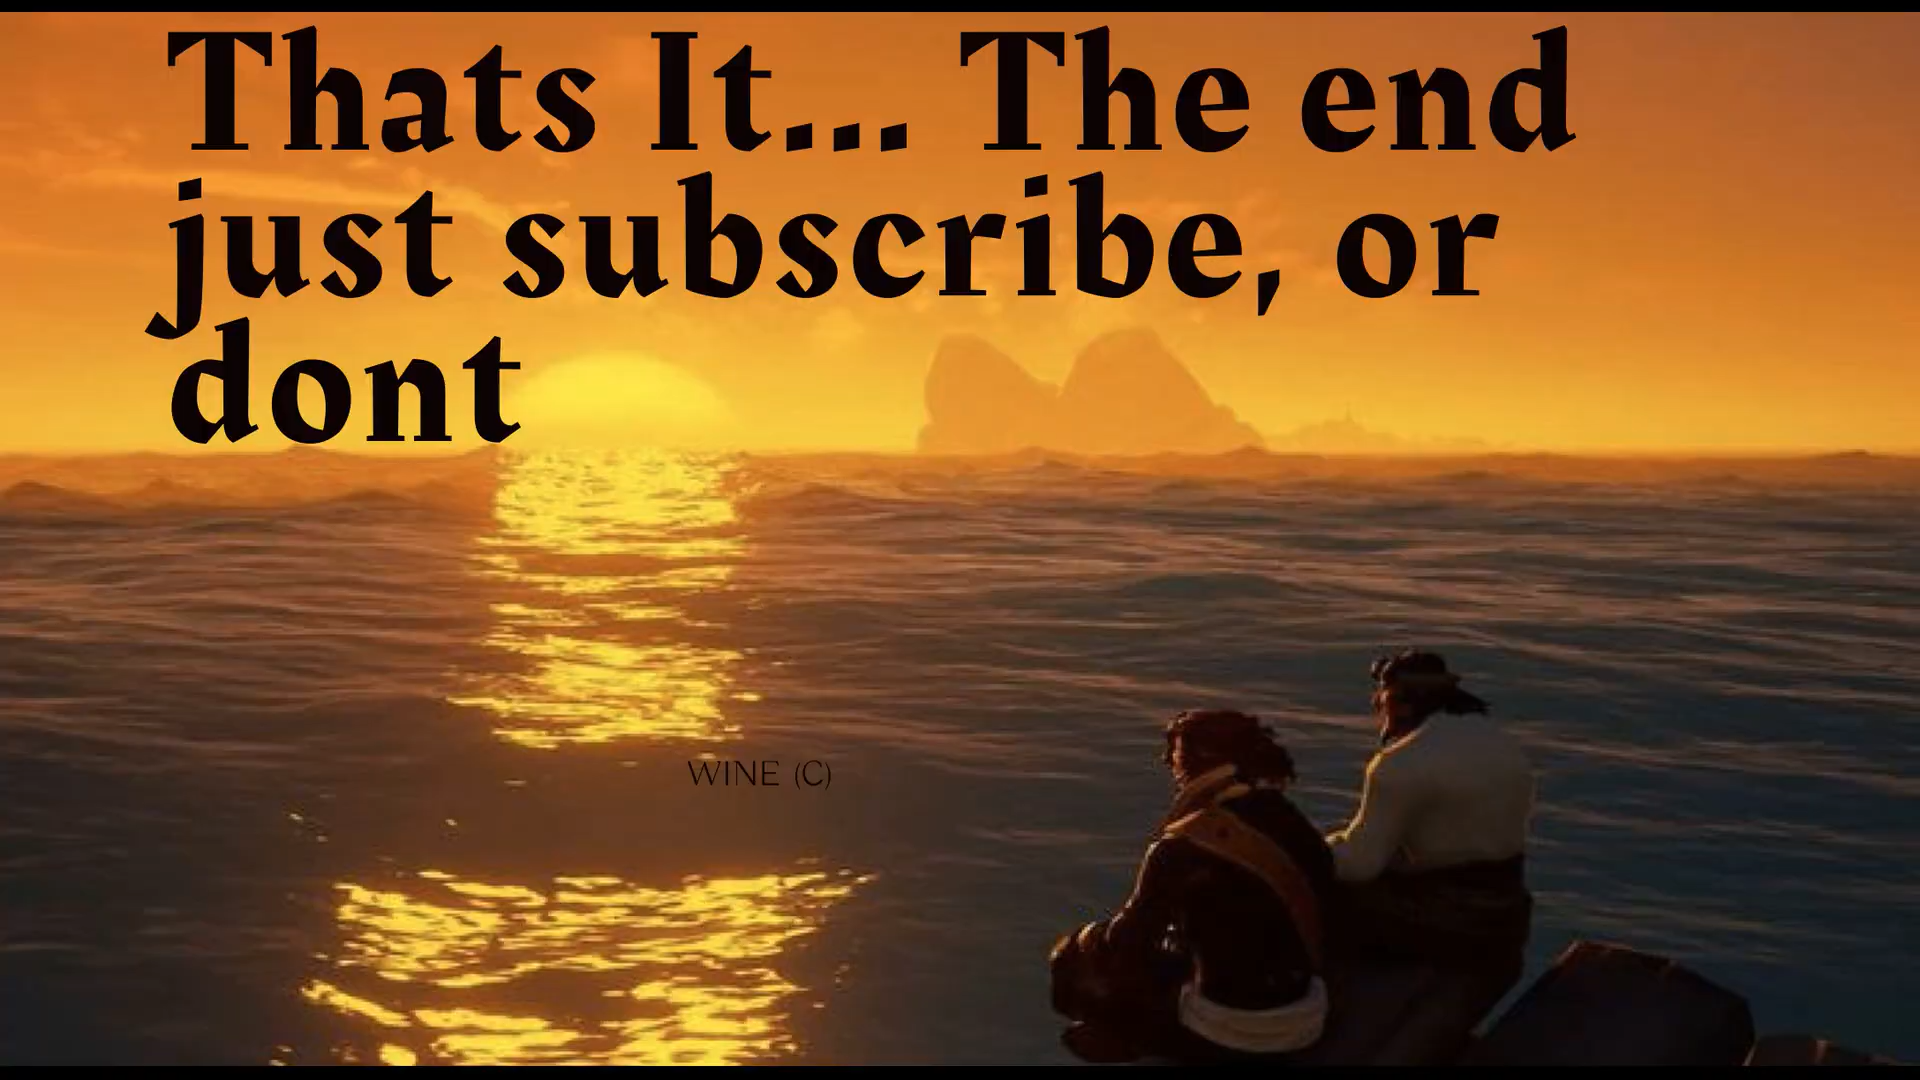 Thats It... The end
just subscribe, or
dont
WINE (C)